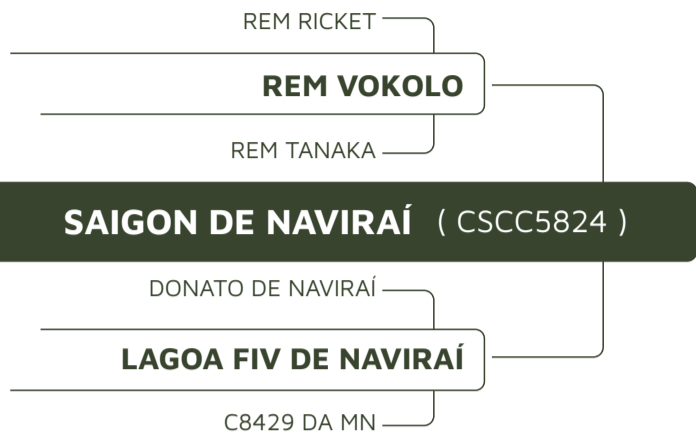 REM RICKET
REM VOKOLO
REM TANAKA
SAIGON DE NAVIRAÍ ( CSCC5824 )
DONATO DE NAVIRAÍ
LAGOA FIV DE NAVIRAÍ
C8429 DA MN